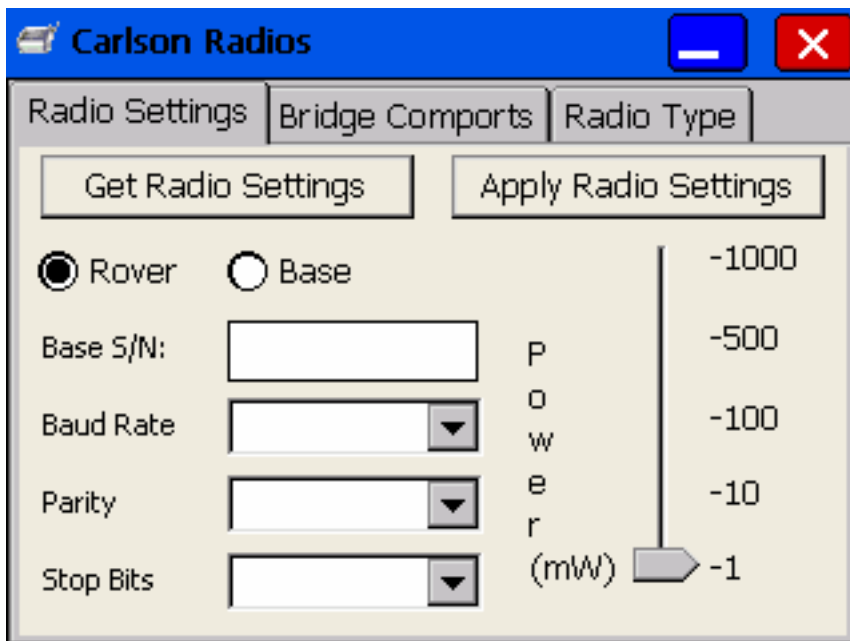 Carlson Radios
Radio Settings Bridge Comports Radio Type
Get Radio Settings Apply Radio Settings
Rover Base
Base S/N:
Baud Rate
Parity
Stop Bits
Power
(mW)
-1000
-500
-100
-10
-1